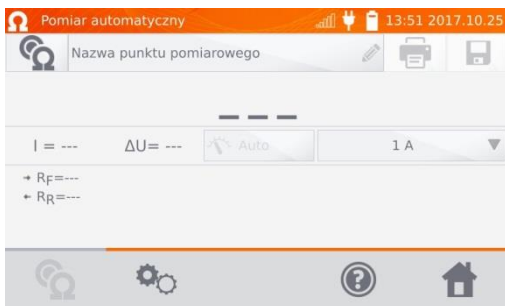 Ω Pomiar automatyczny 13:51 2017.10.25
Nazwa punktu pomiarowego
---
I = --- ΔU= --- Auto 1 A
→ RF=---
← RR=---